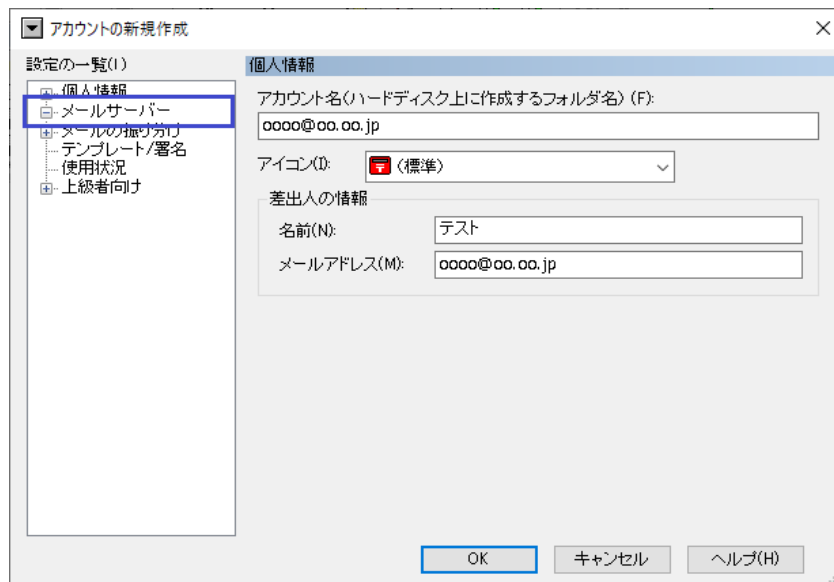 アカウントの新規作成
設定の一覧(L)
個人情報
メールサーバー
メールの振り分け
テンプレート/署名
使用状況
上級者向け
個人情報
アカウント名(ハードディスク上に作成するフォルダ名) (F):
oooo@oo.oo.jp
アイコン(I):
(標準)
差出人の情報
名前(N):
テスト
メールアドレス(M):
oooo@oo.oo.jp
OK
キャンセル
ヘルプ(H)